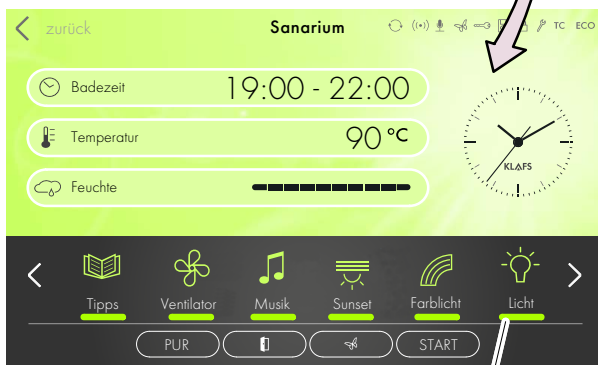 zurück Sanarium TC ECO
Badezeit 19:00 - 22:00
Temperatur 90 °C
Feuchte
KLAFS
Tipps Ventilator Musik Sunset Farblicht Licht
PUR START